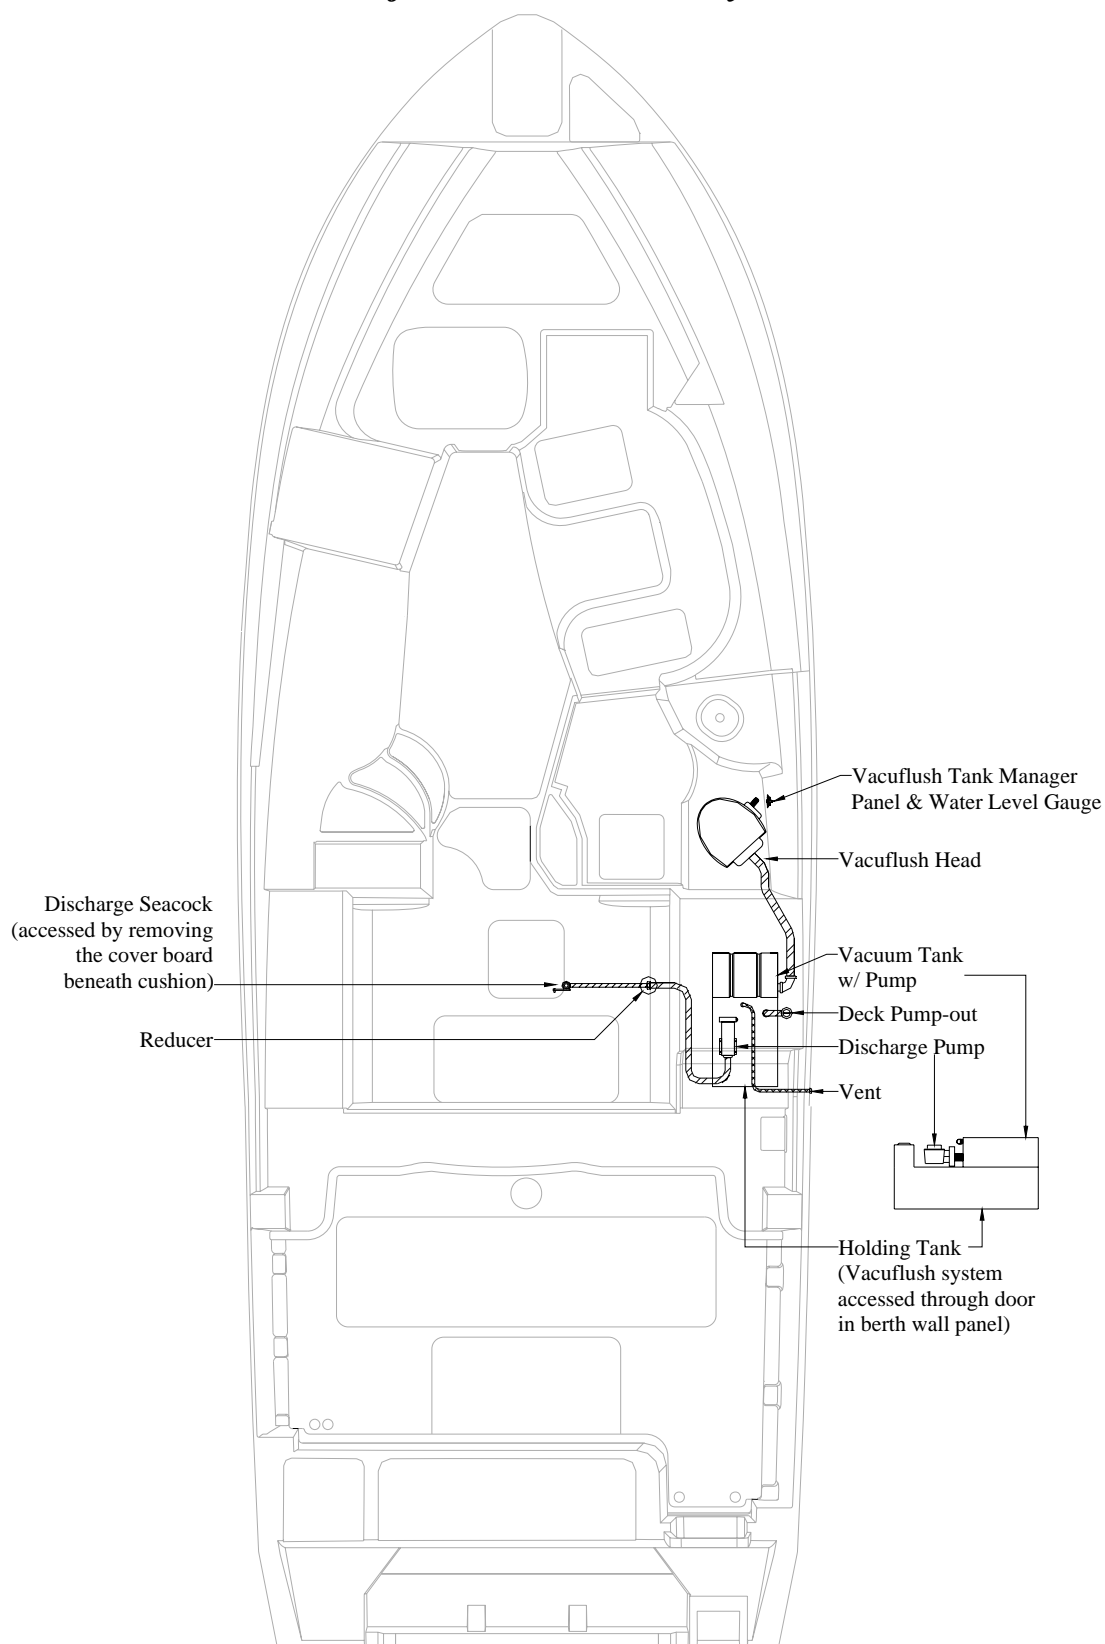 Vacuflush Tank Manager
Panel & Water Level Gauge
Vacuflush Head
Discharge Seacock
(accessed by removing
the cover board
beneath cushion)
Vacuum Tank
w/ Pump
Deck Pump-out
Reducer
Discharge Pump
Vent
Holding Tank
(Vacuflush system
accessed through door
in berth wall panel)